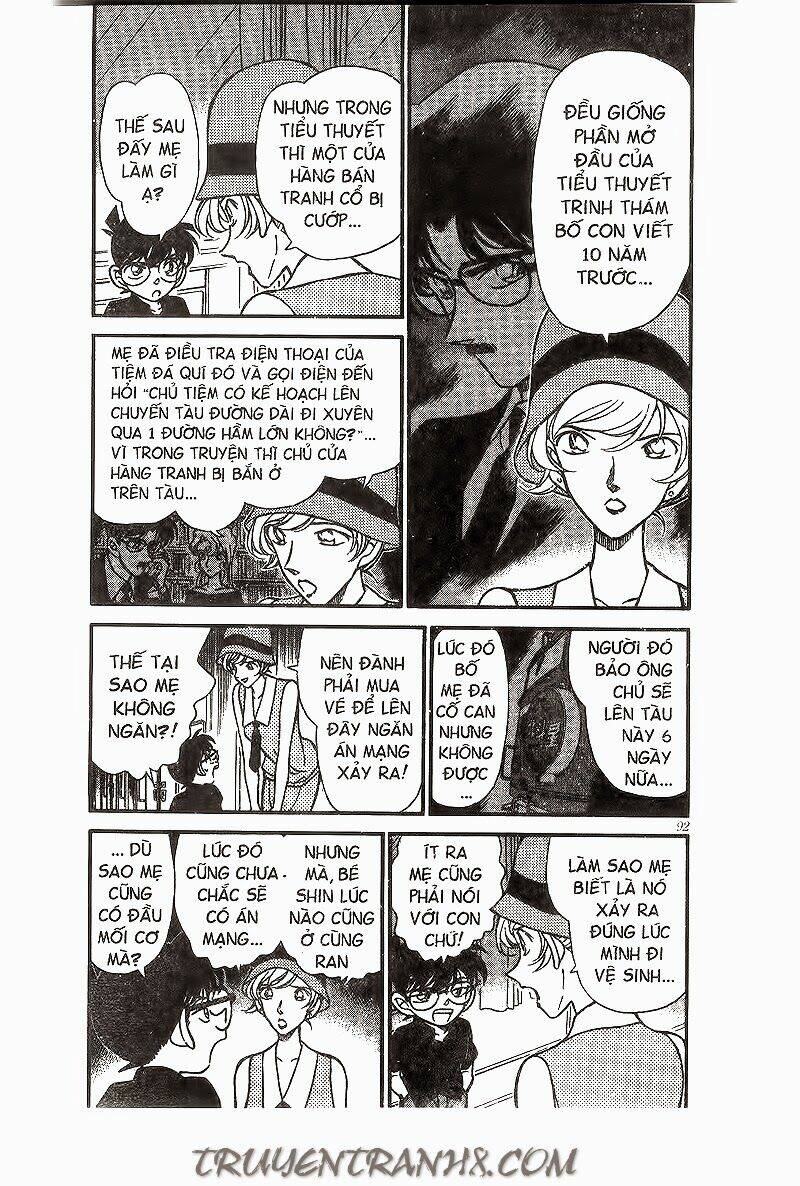 ĐỀU GIỐNG
PHẦN MỞ
ĐẦU CỦA
TIỂU THUYẾT
TRINH THÁM
BỐ CON VIẾT
10 NĂM
TRƯỚC...
NHƯNG TRONG
TIỂU THUYẾT
THÌ MỘT CỬA
HÀNG BÁN
TRANH CỔ BỊ
CƯỚP...
THẾ SAU
ĐẤY MẸ
LÀM GÌ
Ạ?
MẸ ĐÃ ĐIỀU TRA ĐIỆN THOẠI CỦA
TIỆM ĐÁ QUÍ ĐÓ VÀ GỌI ĐIỆN ĐẾN
HỎI "CHỦ TIỆM CÓ KẾ HOẠCH LÊN
CHUYẾN TÀU ĐƯỜNG DÀI ĐI XUYÊN
QUA 1 ĐƯỜNG HẦM LỚN KHÔNG?"...
VÌ TRONG TRUYỆN THÌ CHỦ CỬA
HÀNG TRANH BỊ BẮN Ở
TRÊN TÀU...
NGƯỜI ĐÓ
BẢO ÔNG
CHỦ SẼ
LÊN TÀU
NÀY 6
NGÀY
NỮA...
LÚC ĐÓ
BỐ
MẸ ĐÃ
CỐ CAN
NHƯNG
KHÔNG
ĐƯỢC
...
NÊN ĐÀNH
PHẢI MUA
VÉ ĐỂ LÊN
ĐÂY NGĂN
ÁN MẠNG
XẢY RA!
THẾ TẠI
SAO MẸ
KHÔNG
NGĂN?!
92
LÀM SAO MẸ
BIẾT LÀ NÓ
XẢY RA
ĐÚNG LÚC
MÌNH ĐI
VỆ SINH...
ÍT RA
MẸ CŨNG
PHẢI NÓI
VỚI CON
CHỨ!
NHƯNG
MÀ, BÉ
SHIN LÚC
NÀO CŨNG
Ở CÙNG
RAN
LÚC ĐÓ
CŨNG CHƯA
CHẮC SẼ
CÓ ÁN
MẠNG...
... DÙ
SAO MẸ
CŨNG
CÓ ĐẦU
MỐI CƠ
MÀ?
TRUYENTRANH8.COM